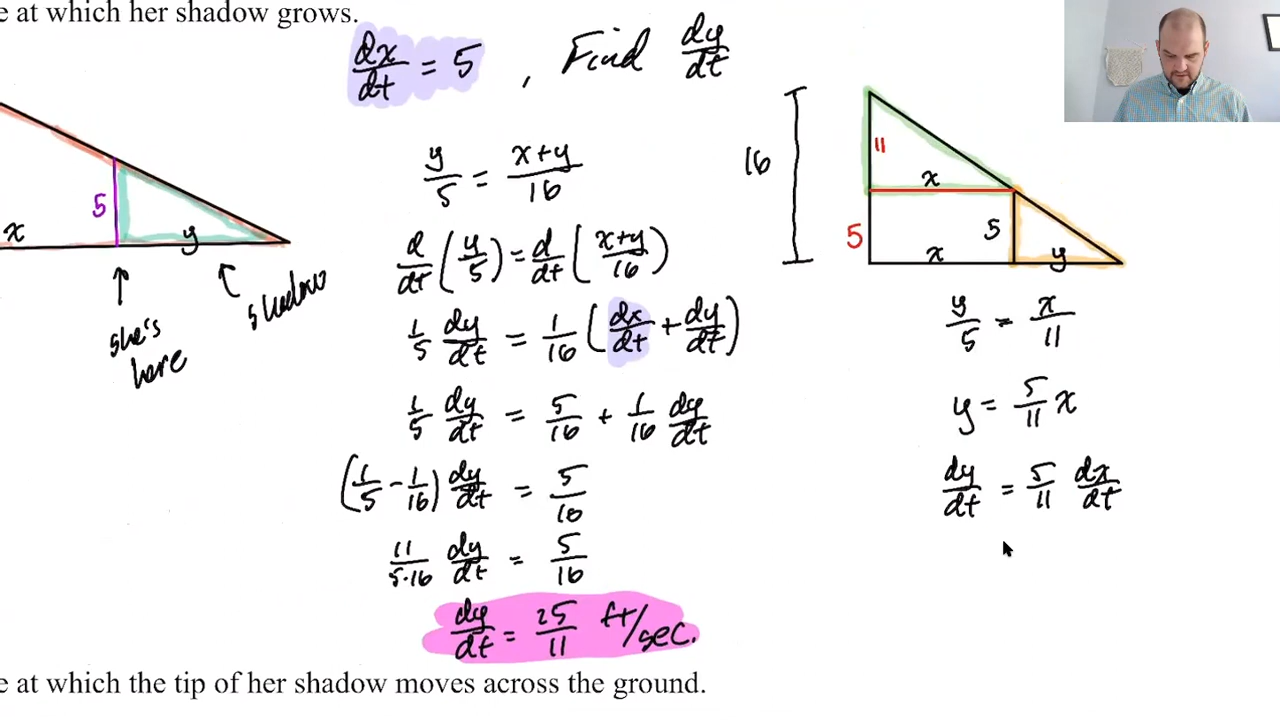 e at which her shadow grows.
dx/dt = 5 , Find dy/dt
x
5
y
she's here
shadow
y/5 = (x+y)/16
d/dt (y/5) = d/dt ((x+y)/16)
1/5 dy/dt = 1/16 (dx/dt + dy/dt)
1/5 dy/dt = 5/16 + 1/16 dy/dt
(1/5 - 1/16) dy/dt = 5/16
11/(5·16) dy/dt = 5/16
dy/dt = 25/11 ft/sec.
16
11
x
5
5
x
y
y/5 = x/11
y = 5/11 x
dy/dt = 5/11 dx/dt
e at which the tip of her shadow moves across the ground.